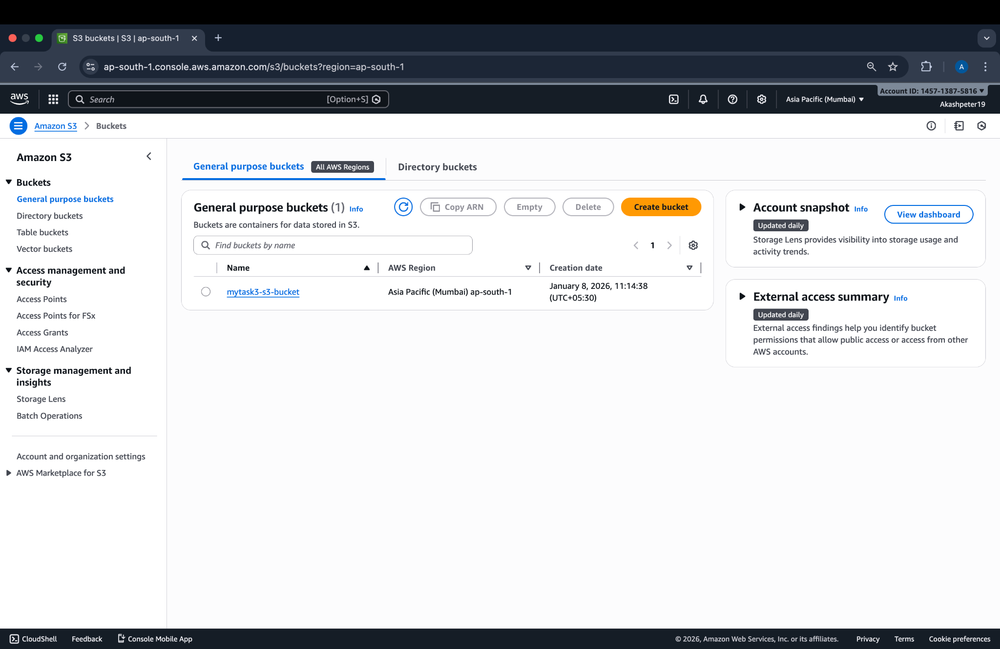 S3 buckets | S3 | ap-south-1
ap-south-1.console.aws.amazon.com/s3/buckets?region=ap-south-1
A
aws
Search
[Option+S]
Asia Pacific (Mumbai)
Account ID: 1457-1387-5816
Akashpeter19
Amazon S3
Buckets
Amazon S3
Buckets
General purpose buckets
Directory buckets
Table buckets
Vector buckets
Access management and
security
Access Points
Access Points for FSx
Access Grants
IAM Access Analyzer
Storage management and
insights
Storage Lens
Batch Operations
Account and organization settings
AWS Marketplace for S3
General purpose buckets All AWS Regions
Directory buckets
General purpose buckets (1) Info
Copy ARN
Empty
Delete
Create bucket
Buckets are containers for data stored in S3.
Find buckets by name
1
Name
AWS Region
Creation date
mytask3-s3-bucket
Asia Pacific (Mumbai) ap-south-1
January 8, 2026, 11:14:38
(UTC+05:30)
Account snapshot Info
View dashboard
Updated daily
Storage Lens provides visibility into storage usage and
activity trends.
External access summary Info
Updated daily
External access findings help you identify bucket
permissions that allow public access or access from other
AWS accounts.
CloudShell
Feedback
Console Mobile App
© 2026, Amazon Web Services, Inc. or its affiliates.
Privacy
Terms
Cookie preferences